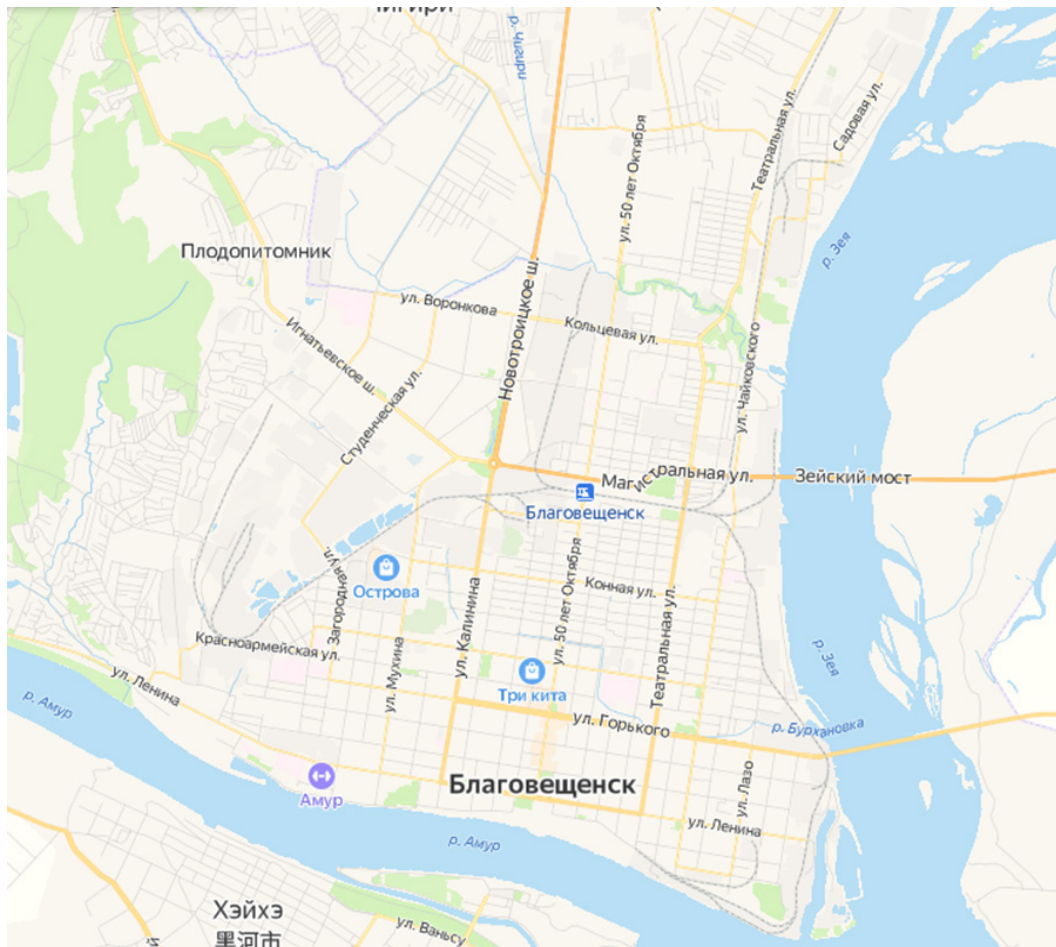 Чигири
р. Чигири
ул. 50 лет Октября
Театральная ул.
Садовая ул.
р. Зея
Плодопитомник
ул. Воронкова
Новотроицкое ш.
Кольцевая ул.
Игнатьевское ш.
ул. Чайковского
Студенческая ул.
Магистральная ул.
Зейский мост
Благовещенск
Острова
Загородная ул.
ул. Калинина
ул. 50 лет Октября
Конная ул.
Театральная ул.
Красноармейская ул.
ул. Мухина
р. Зея
ул. Ленина
р. Амур
Три кита
ул. Горького
р. Бурхановка
Амур
Благовещенск
ул. Лазо
ул. Ленина
р. Амур
Хэйхэ
黑河市
ул. Ваньсу